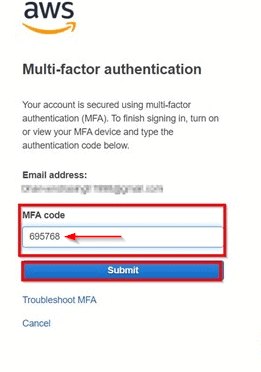 aws
Multi-factor authentication
Your account is secured using multi-factor
authentication (MFA). To finish signing in, turn on
or view your MFA device and type the
authentication code below.
Email address:
MFA code
695768
Submit
Troubleshoot MFA
Cancel